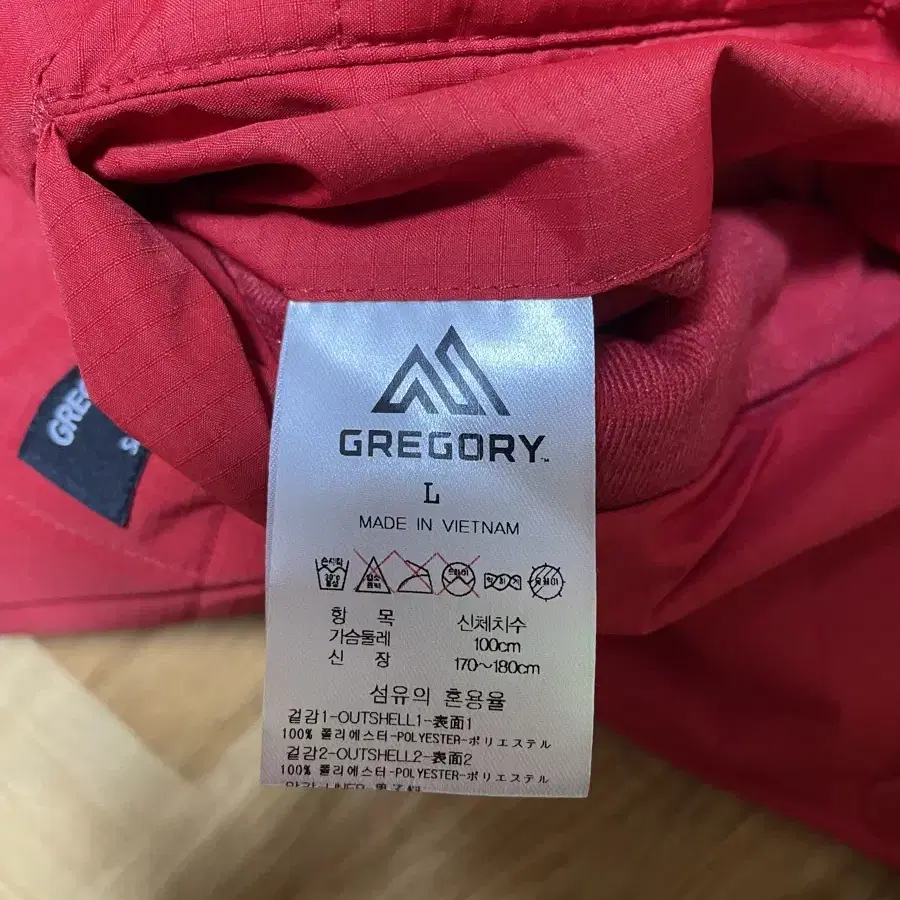 GREGORY™
L
MADE IN VIETNAM
항 목 신체치수
가슴둘레 100cm
신 장 170~180cm
섬유의 혼용율
겉감1-OUTSHELL1-表面1
100% 폴리에스터-POLYESTER-ポリエステル
겉감2-OUTSHELL2-表面2
100% 폴리에스터-POLYESTER-ポリエステル
GRE